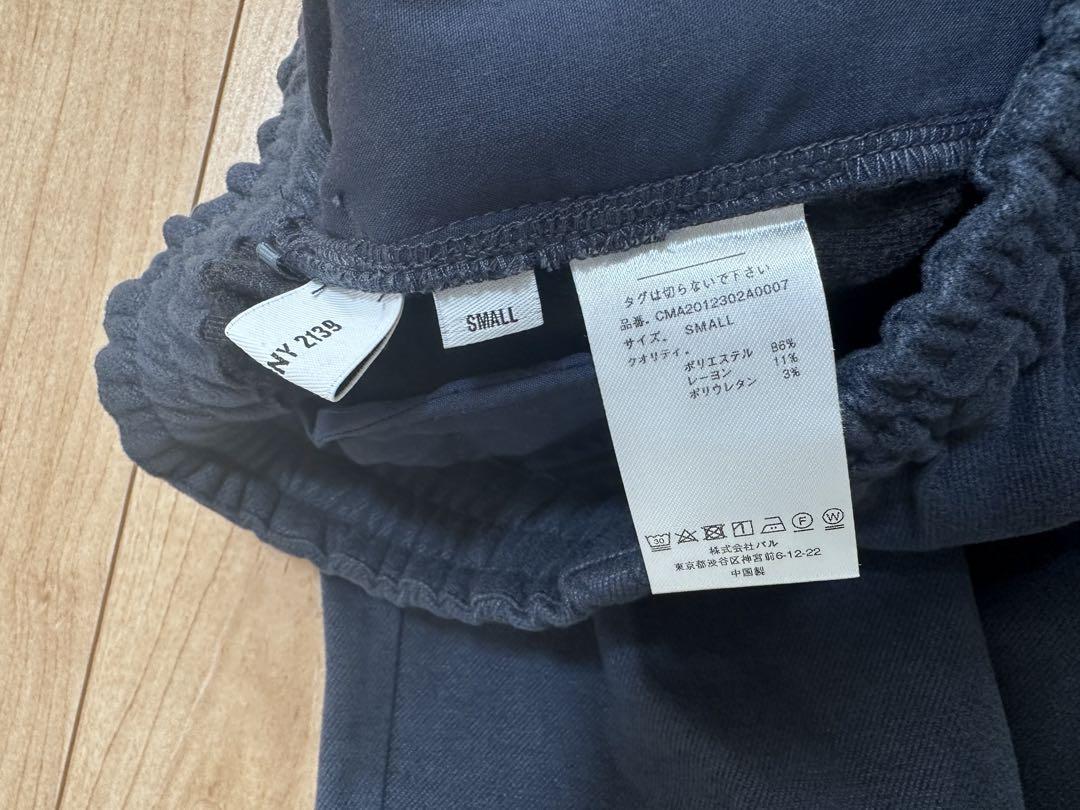 NY 2139
SMALL
タグは切らないで下さい
品番. CMA2012302A0007
サイズ. SMALL
クオリティ.
ポリエステル 86%
レーヨン 11%
ポリウレタン 3%
30 F W
株式会社パル
東京都渋谷区神宮前6-12-22
中国製